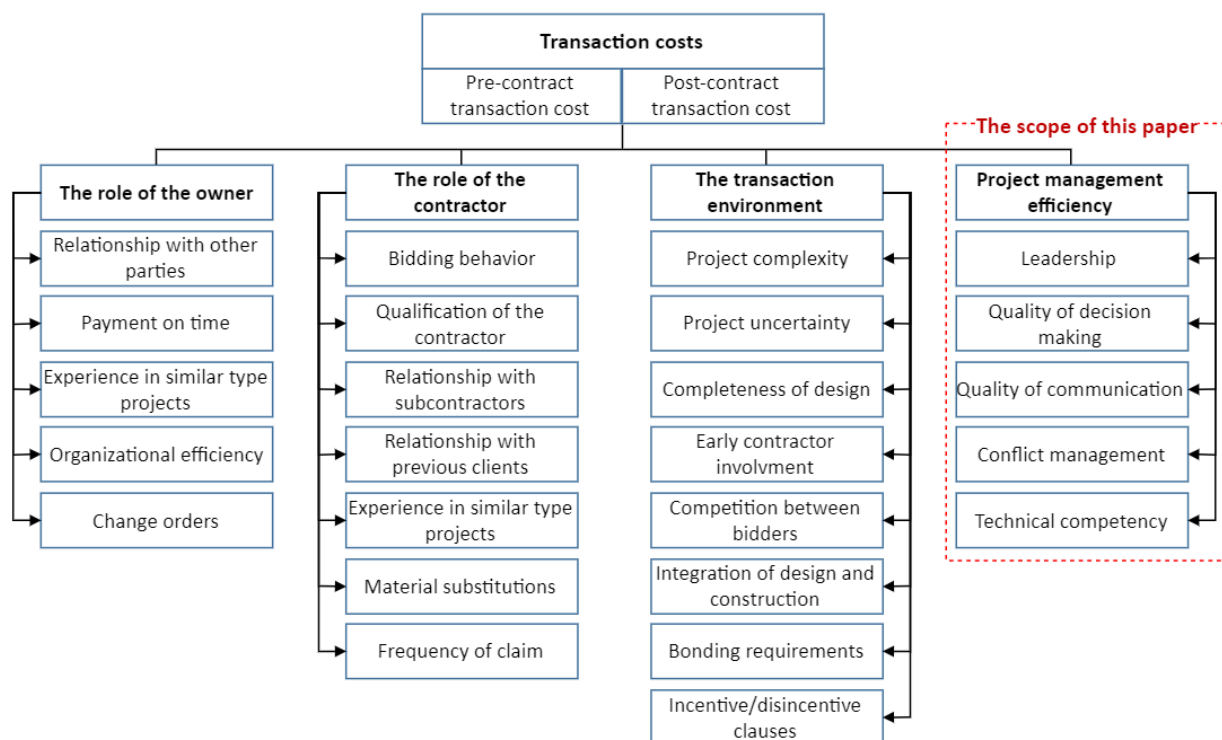 Transaction costs
Pre-contract
transaction cost
Post-contract
transaction cost
The scope of this paper
The role of the owner
Relationship with other
parties
Payment on time
Experience in similar type
projects
Organizational efficiency
Change orders
The role of the
contractor
Bidding behavior
Qualification of the
contractor
Relationship with
subcontractors
Relationship with
previous clients
Experience in similar type
projects
Material substitutions
Frequency of claim
The transaction
environment
Project complexity
Project uncertainty
Completeness of design
Early contractor
involvment
Competition between
bidders
Integration of design and
construction
Bonding requirements
Incentive/disincentive
clauses
Project management
efficiency
Leadership
Quality of decision
making
Quality of communication
Conflict management
Technical competency